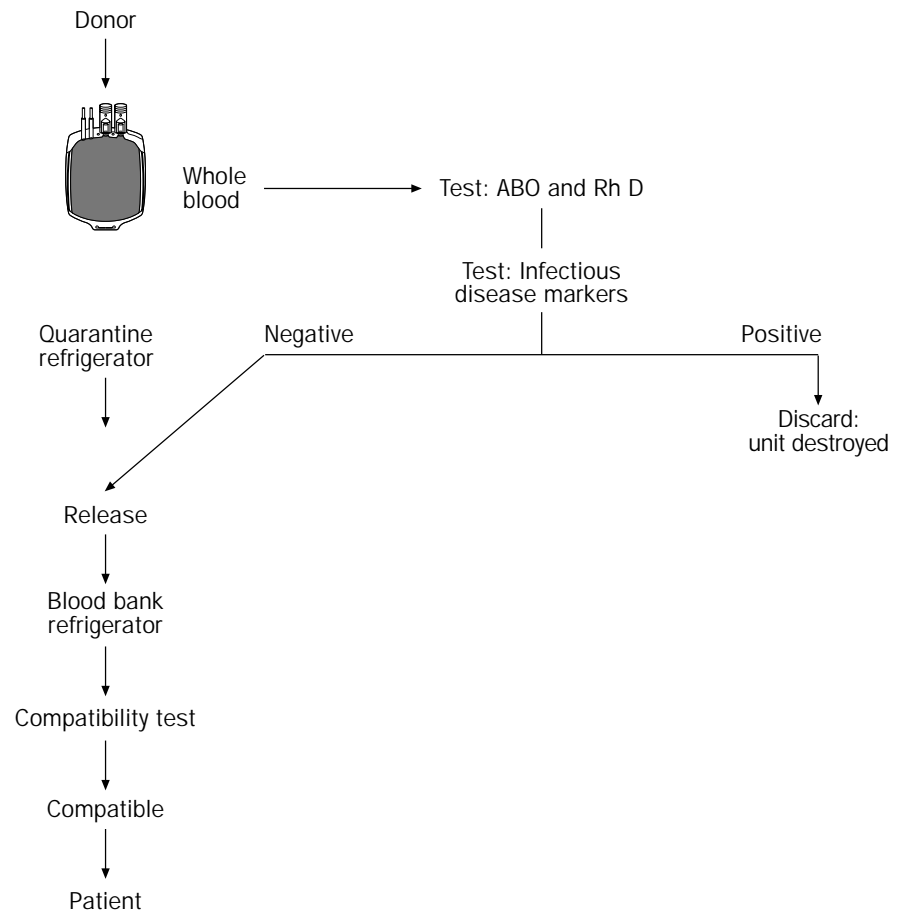 Donor
Whole
blood
Test: ABO and Rh D
Test: Infectious
disease markers
Quarantine
refrigerator
Negative
Positive
Discard:
unit destroyed
Release
Blood bank
refrigerator
Compatibility test
Compatible
Patient